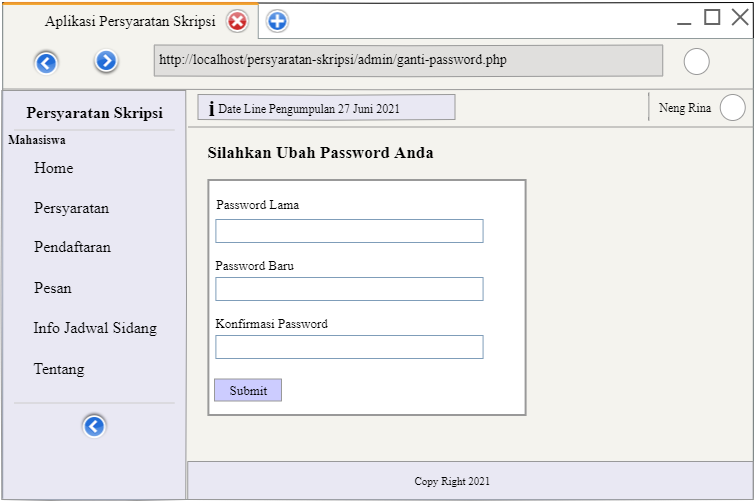 Aplikasi Persyaratan Skripsi
http://localhost/persyaratan-skripsi/admin/ganti-password.php
Persyaratan Skripsi
Mahasiswa
Home
Persyaratan
Pendaftaran
Pesan
Info Jadwal Sidang
Tentang
i Date Line Pengumpulan 27 Juni 2021
Neng Rina
Silahkan Ubah Password Anda
Password Lama
Password Baru
Konfirmasi Password
Submit
Copy Right 2021